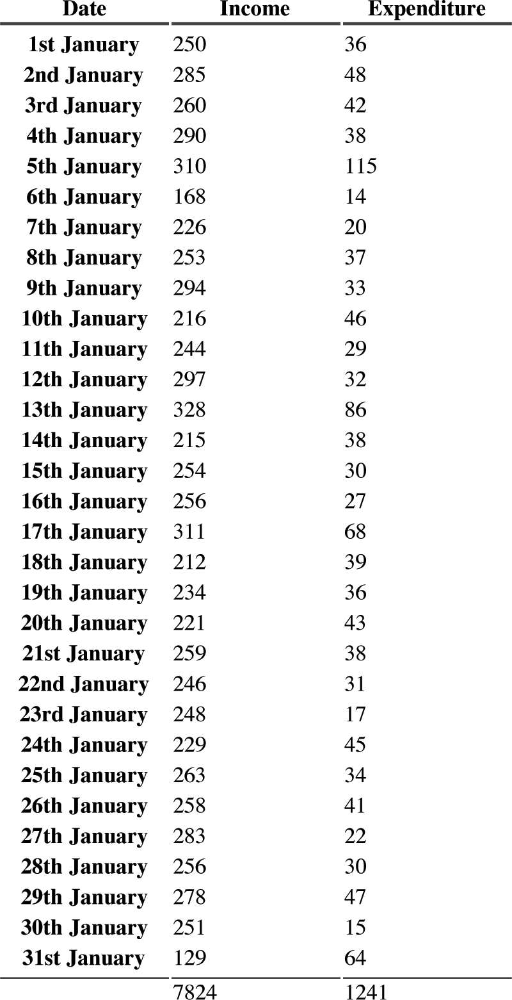 Date Income Expenditure
1st January 250 36
2nd January 285 48
3rd January 260 42
4th January 290 38
5th January 310 115
6th January 168 14
7th January 226 20
8th January 253 37
9th January 294 33
10th January 216 46
11th January 244 29
12th January 297 32
13th January 328 86
14th January 215 38
15th January 254 30
16th January 256 27
17th January 311 68
18th January 212 39
19th January 234 36
20th January 221 43
21st January 259 38
22nd January 246 31
23rd January 248 17
24th January 229 45
25th January 263 34
26th January 258 41
27th January 283 22
28th January 256 30
29th January 278 47
30th January 251 15
31st January 129 64
7824 1241